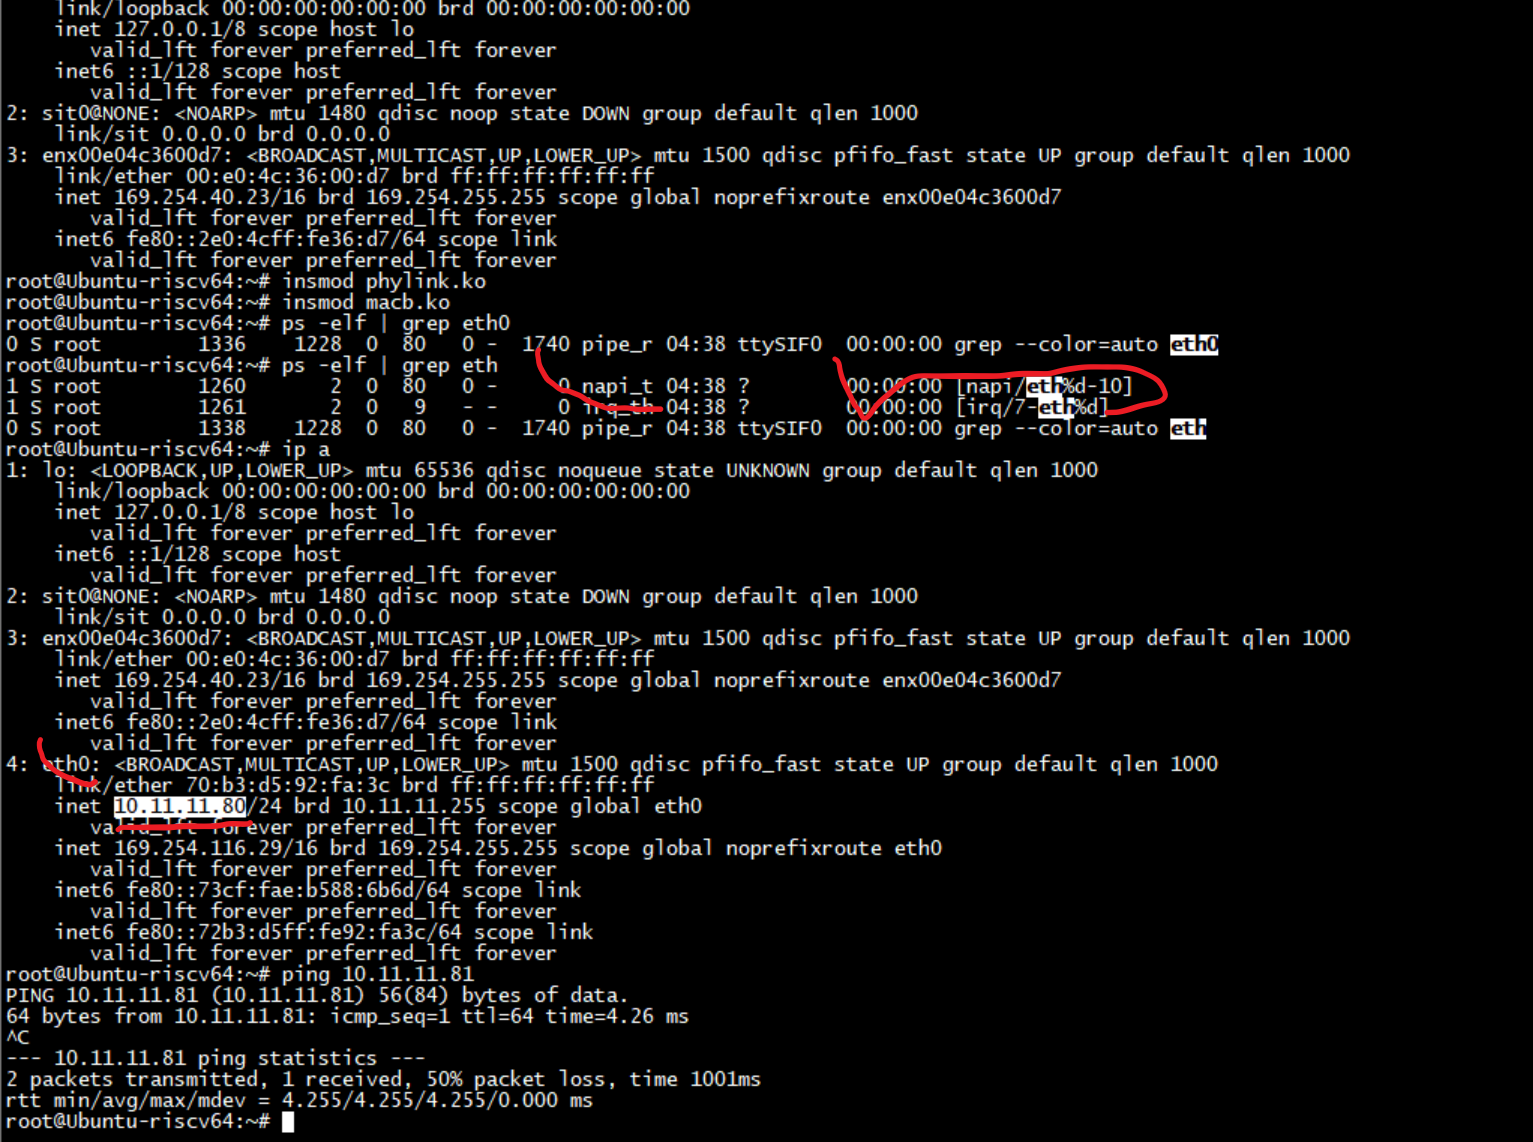 link/loopback 00:00:00:00:00:00 brd 00:00:00:00:00:00
inet 127.0.0.1/8 scope host lo
valid_lft forever preferred_lft forever
inet6 ::1/128 scope host
valid_lft forever preferred_lft forever
2: sit0@NONE: <NOARP> mtu 1480 qdisc noop state DOWN group default qlen 1000
link/sit 0.0.0.0 brd 0.0.0.0
3: enx00e04c3600d7: <BROADCAST,MULTICAST,UP,LOWER_UP> mtu 1500 qdisc pfifo_fast state UP group default qlen 1000
link/ether 00:e0:4c:36:00:d7 brd ff:ff:ff:ff:ff:ff
inet 169.254.40.23/16 brd 169.254.255.255 scope global noprefixroute enx00e04c3600d7
valid_lft forever preferred_lft forever
inet6 fe80::2e0:4cff:fe36:d7/64 scope link
valid_lft forever preferred_lft forever
root@Ubuntu-riscv64:~# insmod phylink.ko
root@Ubuntu-riscv64:~# insmod macb.ko
root@Ubuntu-riscv64:~# ps -elf | grep eth0
0 S root 1336 1228 0 80 0 - 1740 pipe_r 04:38 ttySIF0 00:00:00 grep --color=auto eth0
root@Ubuntu-riscv64:~# ps -elf | grep eth
1 S root 1260 2 0 80 0 - 0 napi_t 04:38 ? 00:00:00 [napi/eth%d-10]
1 S root 1261 2 0 9 - - 0 irq_th 04:38 ? 00:00:00 [irq/7-eth%d]
0 S root 1338 1228 0 80 0 - 1740 pipe_r 04:38 ttySIF0 00:00:00 grep --color=auto eth
root@Ubuntu-riscv64:~# ip a
1: lo: <LOOPBACK,UP,LOWER_UP> mtu 65536 qdisc noqueue state UNKNOWN group default qlen 1000
link/loopback 00:00:00:00:00:00 brd 00:00:00:00:00:00
inet 127.0.0.1/8 scope host lo
valid_lft forever preferred_lft forever
inet6 ::1/128 scope host
valid_lft forever preferred_lft forever
2: sit0@NONE: <NOARP> mtu 1480 qdisc noop state DOWN group default qlen 1000
link/sit 0.0.0.0 brd 0.0.0.0
3: enx00e04c3600d7: <BROADCAST,MULTICAST,UP,LOWER_UP> mtu 1500 qdisc pfifo_fast state UP group default qlen 1000
link/ether 00:e0:4c:36:00:d7 brd ff:ff:ff:ff:ff:ff
inet 169.254.40.23/16 brd 169.254.255.255 scope global noprefixroute enx00e04c3600d7
valid_lft forever preferred_lft forever
inet6 fe80::2e0:4cff:fe36:d7/64 scope link
valid_lft forever preferred_lft forever
4: eth0: <BROADCAST,MULTICAST,UP,LOWER_UP> mtu 1500 qdisc pfifo_fast state UP group default qlen 1000
link/ether 70:b3:d5:92:fa:3c brd ff:ff:ff:ff:ff:ff
inet 10.11.11.80/24 brd 10.11.11.255 scope global eth0
valid_lft forever preferred_lft forever
inet 169.254.116.29/16 brd 169.254.255.255 scope global noprefixroute eth0
valid_lft forever preferred_lft forever
inet6 fe80::73cf:fae:b588:6b6d/64 scope link
valid_lft forever preferred_lft forever
inet6 fe80::72b3:d5ff:fe92:fa3c/64 scope link
valid_lft forever preferred_lft forever
root@Ubuntu-riscv64:~# ping 10.11.11.81
PING 10.11.11.81 (10.11.11.81) 56(84) bytes of data.
64 bytes from 10.11.11.81: icmp_seq=1 ttl=64 time=4.26 ms
^C
--- 10.11.11.81 ping statistics ---
2 packets transmitted, 1 received, 50% packet loss, time 1001ms
rtt min/avg/max/mdev = 4.255/4.255/4.255/0.000 ms
root@Ubuntu-riscv64:~#